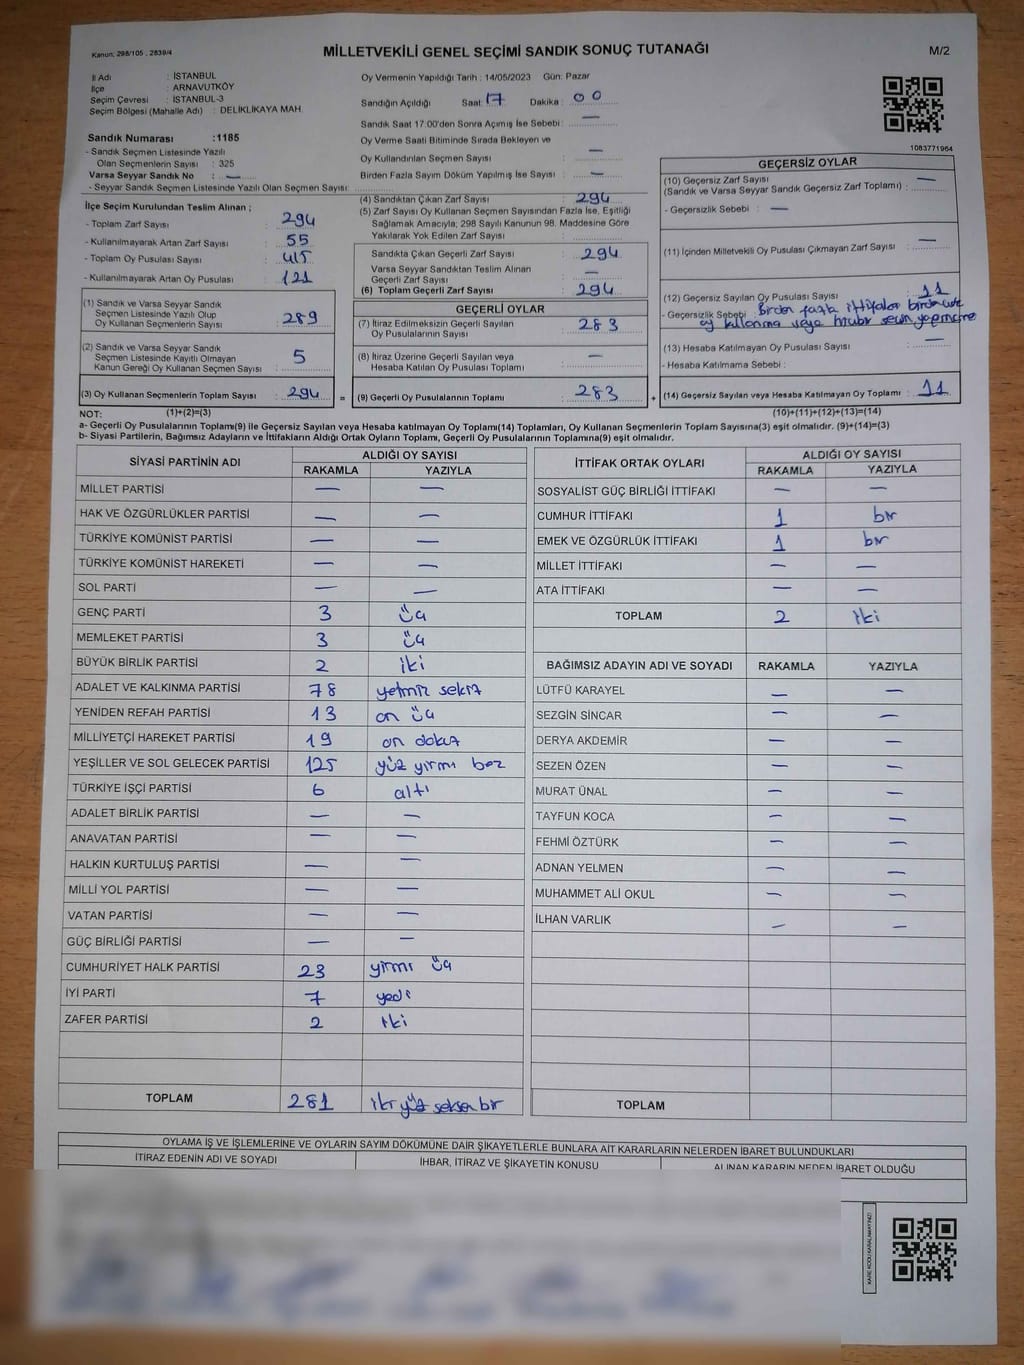 Kanun: 298/105 , 2839/4
MİLLETVEKİLİ GENEL SEÇİMİ SANDIK SONUÇ TUTANAĞI
M/2
İl Adı : İSTANBUL
İlçe : ARNAVUTKÖY
Seçim Çevresi : İSTANBUL-3
Seçim Bölgesi (Mahalle Adı) : DELİKLİKAYA MAH.
Sandık Numarası :1185
- Sandık Seçmen Listesinde Yazılı
Olan Seçmenlerin Sayısı : 325
Varsa Seyyar Sandık No : —
- Seyyar Sandık Seçmen Listesinde Yazılı Olan Seçmen Sayısı:
Oy Vermenin Yapıldığı Tarih : 14/05/2023 Gün: Pazar
Sandığın Açıldığı Saat: 17 Dakika : 00
Sandık Saat 17:00'den Sonra Açımış İse Sebebi: —
Oy Verme Saati Bitiminde Sırada Bekleyen ve
Oy Kullandırılan Seçmen Sayısı : —
Birden Fazla Sayım Döküm Yapılmış İse Sayısı : —
1083771964
İlçe Seçim Kurulundan Teslim Alınan ;
- Toplam Zarf Sayısı : 294
- Kullanılmayarak Artan Zarf Sayısı : 55
- Toplam Oy Pusulası Sayısı : 415
- Kullanılmayarak Artan Oy Pusulası : 121
(1) Sandık ve Varsa Seyyar Sandık
Seçmen Listesinde Yazılı Olup
Oy Kullanan Seçmenlerin Sayısı : 289
(2) Sandık ve Varsa Seyyar Sandık
Seçmen Listesinde Kayıtlı Olmayan
Kanun Gereği Oy Kullanan Seçmen Sayısı : 5
(3) Oy Kullanan Seçmenlerin Toplam Sayısı : 294 =
(4) Sandıktan Çıkan Zarf Sayısı : 294
(5) Zarf Sayısı Oy Kullanan Seçmen Sayısından Fazla İse, Eşitliği
Sağlamak Amacıyla; 298 Sayılı Kanunun 98. Maddesine Göre
Yakılarak Yok Edilen Zarf Sayısı :
Sandıkta Çıkan Geçerli Zarf Sayısı : 294
Varsa Seyyar Sandıktan Teslim Alınan
Geçerli Zarf Sayısı : —
(6) Toplam Geçerli Zarf Sayısı : 294
GEÇERLİ OYLAR
(7) İtiraz Edilmeksizin Geçerli Sayılan
Oy Pusulalarının Sayısı : 283
(8) İtiraz Üzerine Geçerli Sayılan veya
Hesaba Katılan Oy Pusulası Toplamı : —
(9) Geçerli Oy Pusulalarının Toplamı : 283 +
GEÇERSİZ OYLAR
(10) Geçersiz Zarf Sayısı
(Sandık ve Varsa Seyyar Sandık Geçersiz Zarf Toplamı) : —
- Geçersizlik Sebebi : —
(11) İçinden Milletvekili Oy Pusulası Çıkmayan Zarf Sayısı : —
(12) Geçersiz Sayılan Oy Pusulası Sayısı : 11
- Geçersizlik Sebebi : Birden fazla ittifaka birden
oy kullanma veya seçim yapmama
(13) Hesaba Katılmayan Oy Pusulası Sayısı : —
- Hesaba Katılmama Sebebi :
(14) Geçersiz Sayılan veya Hesaba Katılmayan Oy Toplamı : 11
NOT: (1)+(2)=(3) (10)+(11)+(12)+(13)=(14)
a- Geçerli Oy Pusulalarının Toplamı(9) ile Geçersiz Sayılan veya Hesaba Katılmayan Oy Toplamı(14) Toplamları, Oy Kullanan Seçmenlerin Toplam Sayısına(3) eşit olmalıdır. (9)+(14)=(3)
b- Siyasi Partilerin, Bağımsız Adayların ve İttifakların Aldığı Ortak Oyların Toplamı, Geçerli Oy Pusulalarının Toplamına(9) eşit olmalıdır.
SİYASİ PARTİNİN ADI ALDIĞI OY SAYISI
RAKAMLA YAZIYLA
MİLLET PARTİSİ — —
HAK VE ÖZGÜRLÜKLER PARTİSİ — —
TÜRKİYE KOMÜNİST PARTİSİ — —
TÜRKİYE KOMÜNİST HAREKETİ — —
SOL PARTİ — —
GENÇ PARTİ 3 üç
MEMLEKET PARTİSİ 3 üç
BÜYÜK BİRLİK PARTİSİ 2 iki
ADALET VE KALKINMA PARTİSİ 78 yetmiş sekiz
YENİDEN REFAH PARTİSİ 13 on üç
MİLLİYETÇİ HAREKET PARTİSİ 19 on dokuz
YEŞİLLER VE SOL GELECEK PARTİSİ 125 yüz yirmi beş
TÜRKİYE İŞÇİ PARTİSİ 6 altı
ADALET BİRLİK PARTİSİ — —
ANAVATAN PARTİSİ — —
HALKIN KURTULUŞ PARTİSİ — —
MİLLİ YOL PARTİSİ — —
VATAN PARTİSİ — —
GÜÇ BİRLİĞİ PARTİSİ — —
CUMHURİYET HALK PARTİSİ 23 yirmi üç
İYİ PARTİ 7 yedi
ZAFER PARTİSİ 2 iki
TOPLAM 281 iki yüz seksen bir
İTTİFAK ORTAK OYLARI ALDIĞI OY SAYISI
RAKAMLA YAZIYLA
SOSYALİST GÜÇ BİRLİĞİ İTTİFAKI — —
CUMHUR İTTİFAKI 1 bir
EMEK VE ÖZGÜRLÜK İTTİFAKI 1 bir
MİLLET İTTİFAKI — —
ATA İTTİFAKI — —
TOPLAM 2 iki
BAĞIMSIZ ADAYIN ADI VE SOYADI RAKAMLA YAZIYLA
LÜTFÜ KARAYEL — —
SEZGİN SİNCAR — —
DERYA AKDEMİR — —
SEZEN ÖZEN — —
MURAT ÜNAL — —
TAYFUN KOCA — —
FEHMİ ÖZTÜRK — —
ADNAN YELMEN — —
MUHAMMET ALİ OKUL — —
İLHAN VARLIK — —
TOPLAM
OYLAMA İŞ VE İŞLEMLERİNE VE OYLARIN SAYIM DÖKÜMÜNE DAİR ŞİKAYETLERLE BUNLARA AİT KARARLARIN NELERDEN İBARET BULUNDUKLARI
İTİRAZ EDENİN ADI VE SOYADI İHBAR, İTİRAZ VE ŞİKAYETİN KONUSU ALINAN KARARIN NEDEN İBARET OLDUĞU
KARE KODU KARALAMAYINIZ!